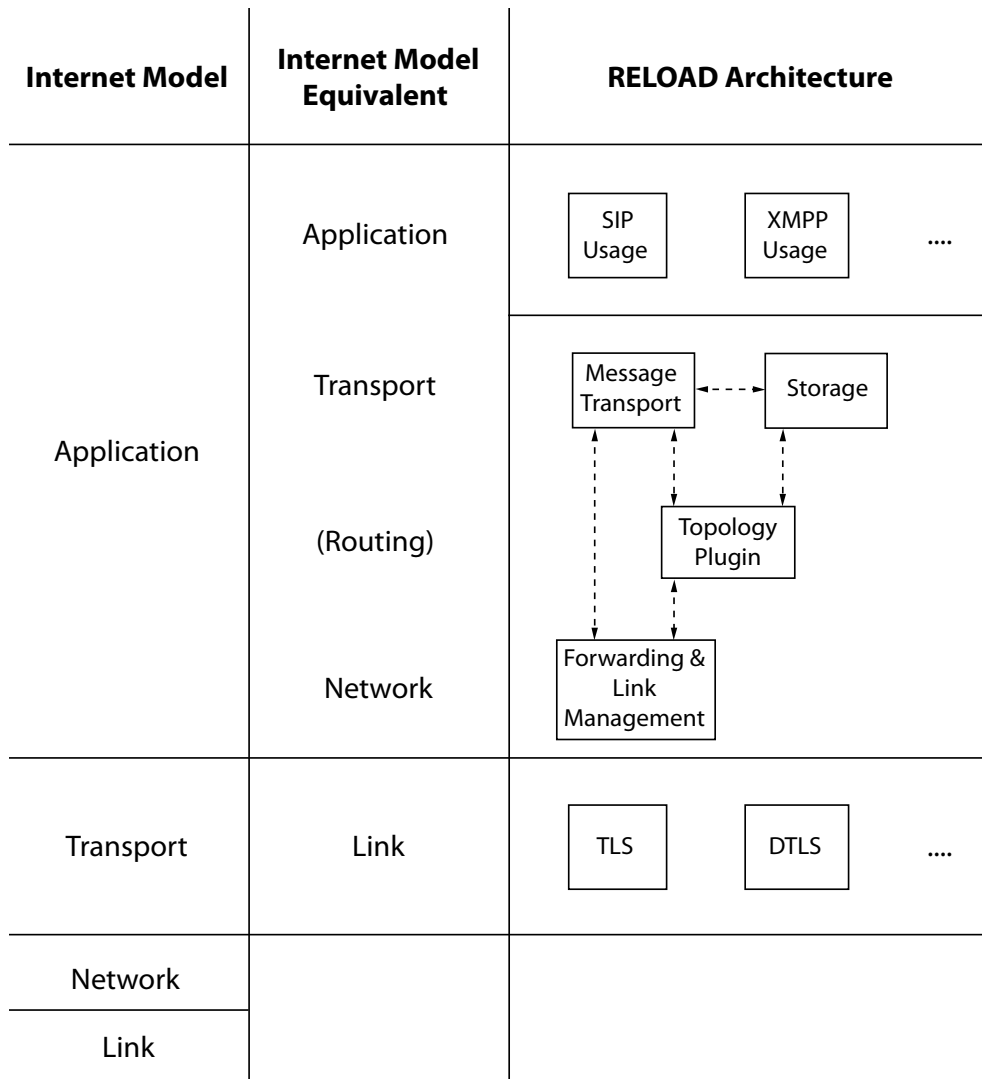 Internet Model
Internet Model
Equivalent
RELOAD Architecture
Application
SIP
Usage
XMPP
Usage
....
Transport
Message
Transport
Storage
Application
(Routing)
Topology
Plugin
Network
Forwarding &
Link
Management
Transport
Link
TLS
DTLS
....
Network
Link